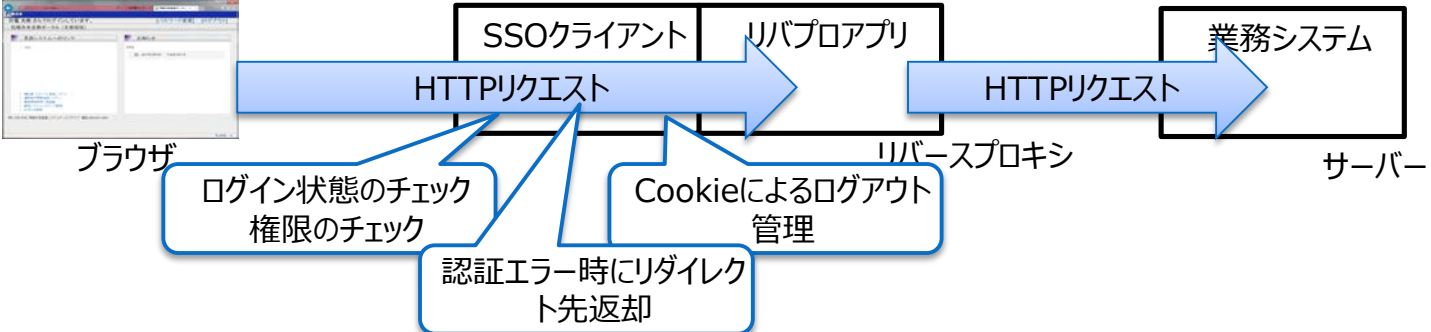 SSOクライアント
リバプロアプリ
業務システム
HTTPリクエスト
HTTPリクエスト
ブラウザ
リバースプロキシ
サーバー
ログイン状態のチェック
権限のチェック
Cookieによるログアウト
管理
認証エラー時にリダイレク
ト先返却